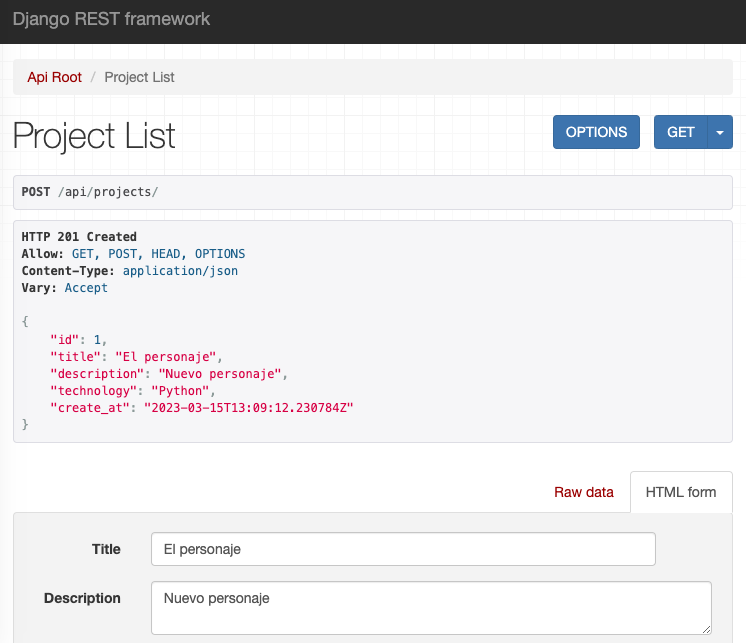 Django REST framework
Api Root / Project List
Project List
OPTIONS GET
POST /api/projects/
HTTP 201 Created
Allow: GET, POST, HEAD, OPTIONS
Content-Type: application/json
Vary: Accept
{
    "id": 1,
    "title": "El personaje",
    "description": "Nuevo personaje",
    "technology": "Python",
    "create_at": "2023-03-15T13:09:12.230784Z"
}
Raw data HTML form
Title El personaje
Description Nuevo personaje